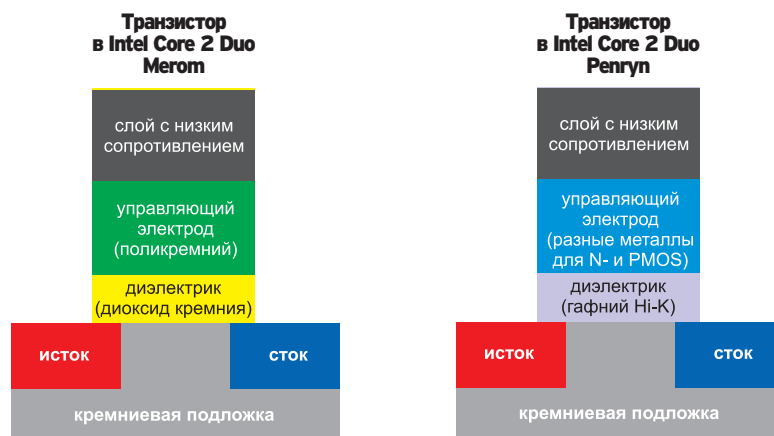 Транзистор
в Intel Core 2 Duo
Merom
слой с низким
сопротивлением
управляющий
электрод
(поликремний)
диэлектрик
(диоксид кремния)
исток
сток
кремниевая подложка
Транзистор
в Intel Core 2 Duo
Penryn
слой с низким
сопротивлением
управляющий
электрод
(разные металлы
для N- и PMOS)
диэлектрик
(гафний Hi-K)
исток
сток
кремниевая подложка